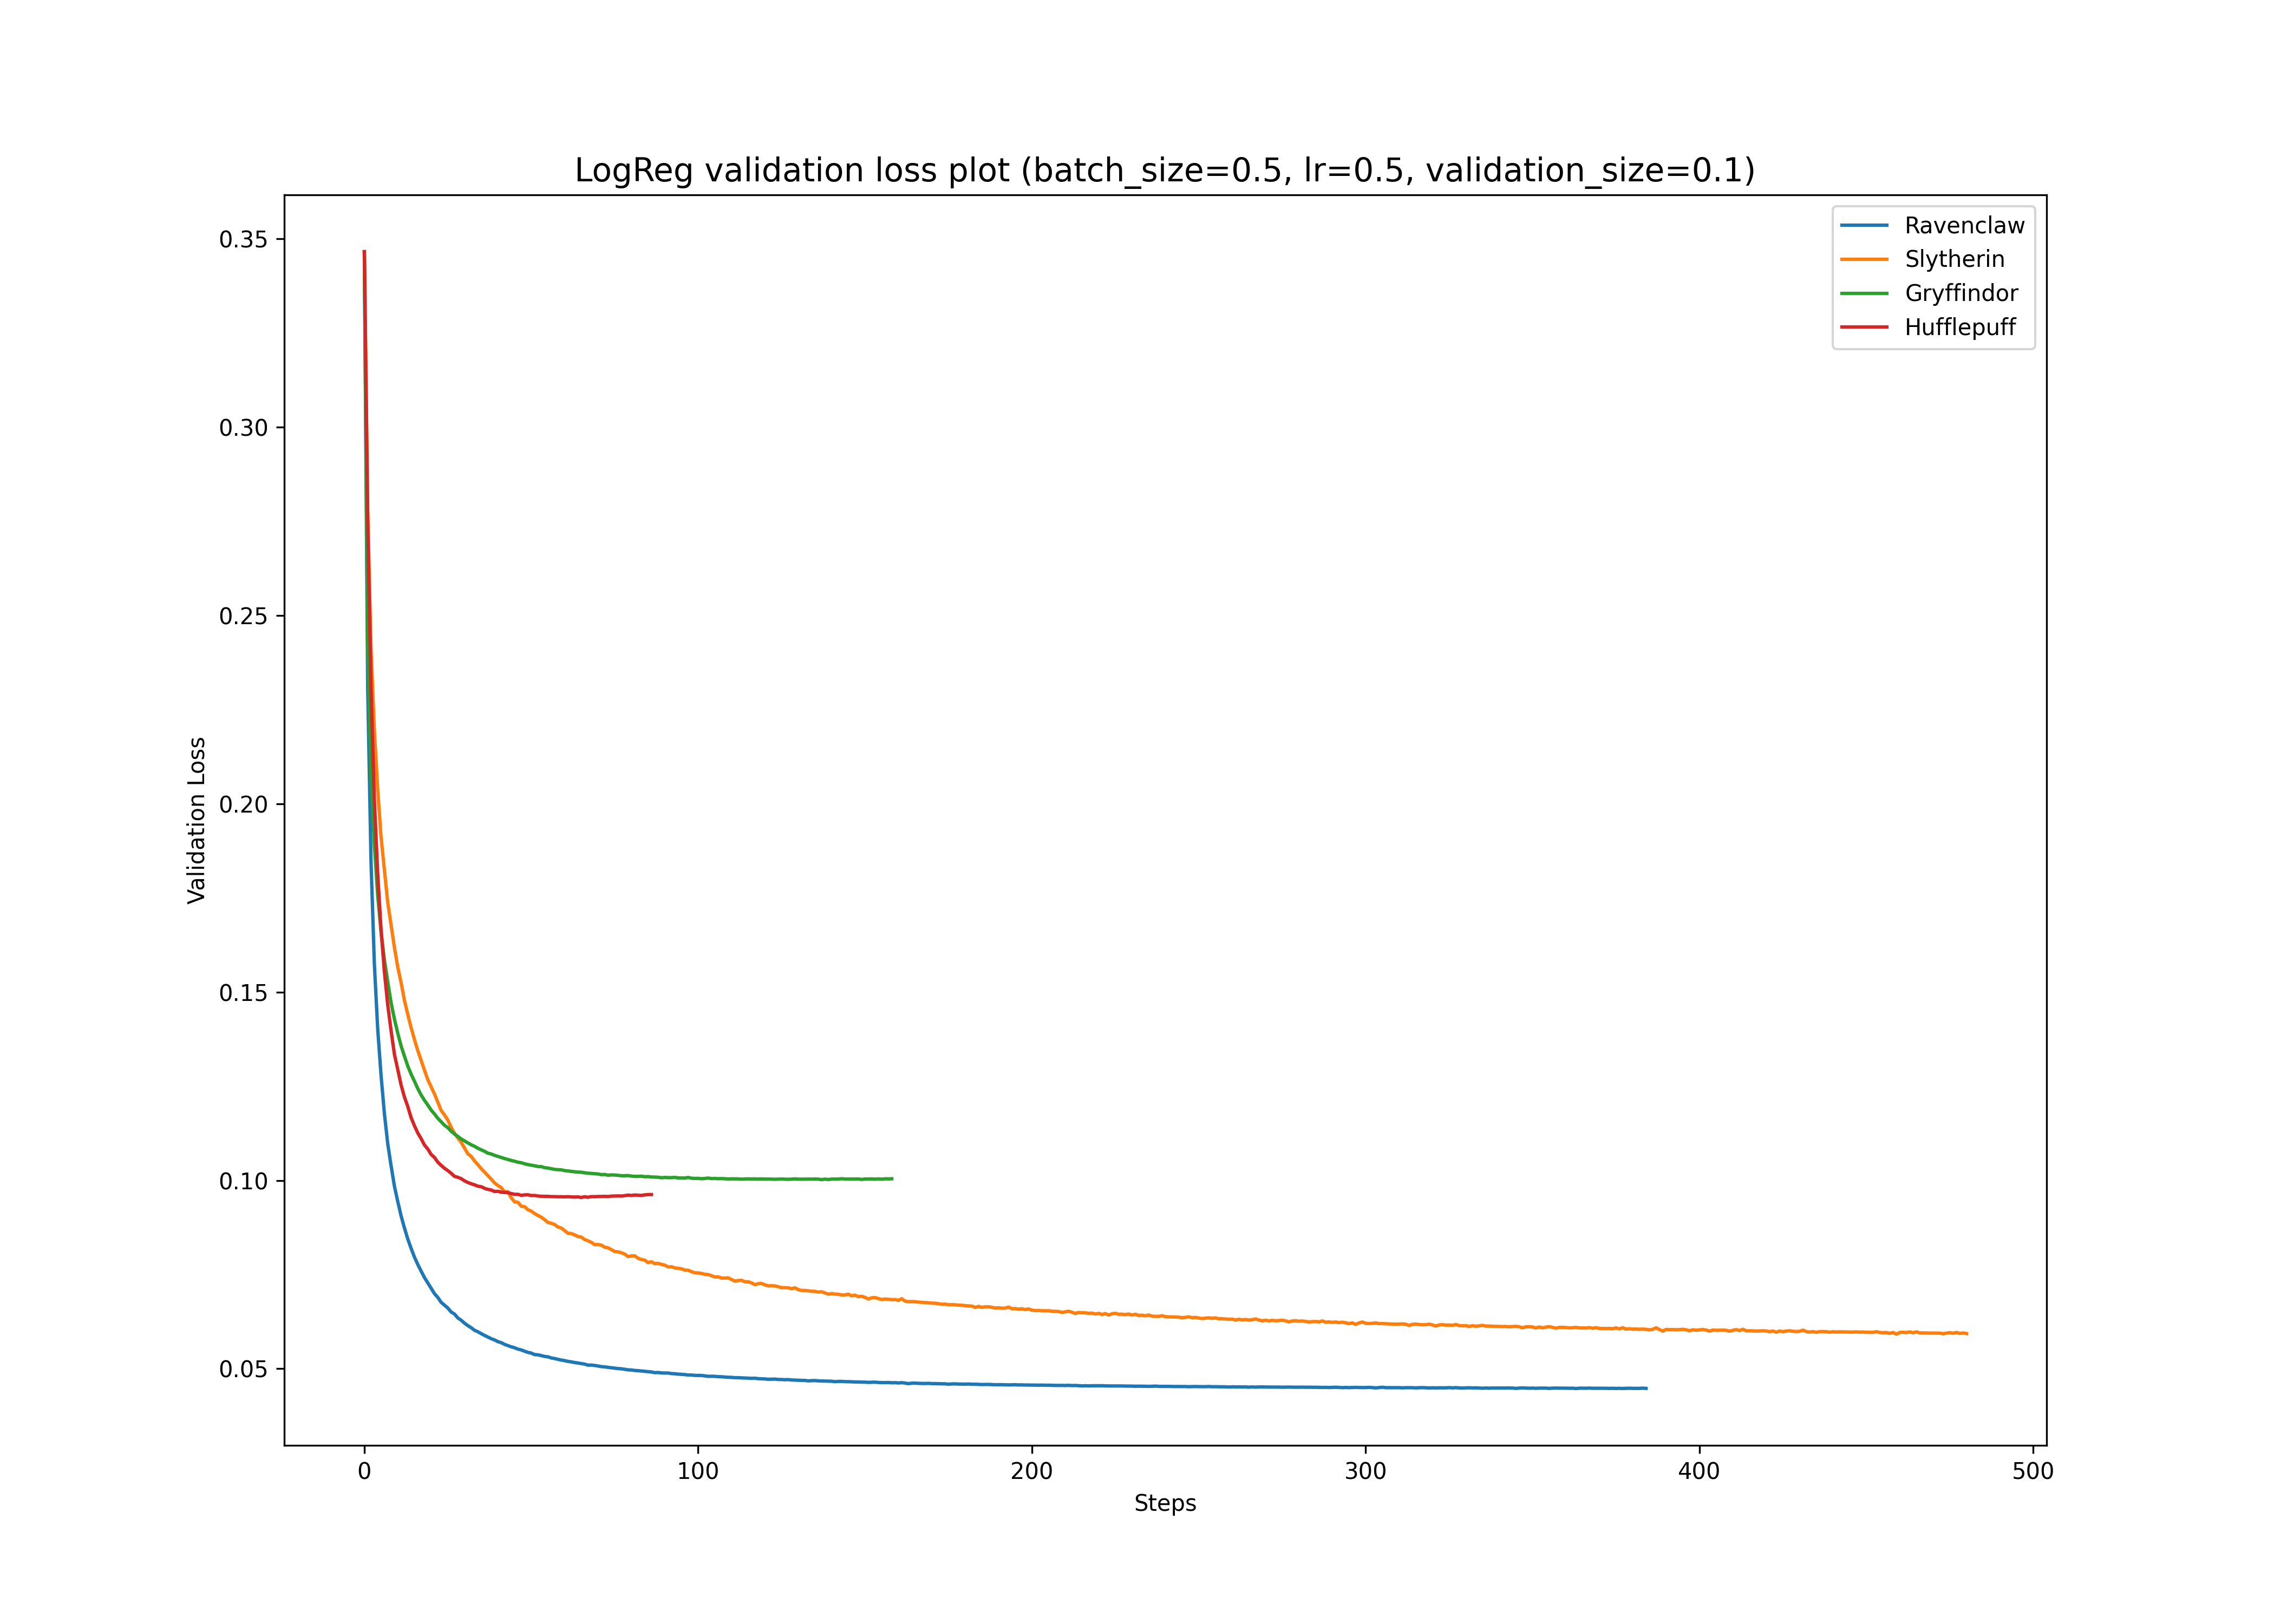 LogReg validation loss plot (batch_size=0.5, lr=0.5, validation_size=0.1)
Ravenclaw
Slytherin
Gryffindor
Hufflepuff
0.35
0.30
0.25
0.20
0.15
0.10
0.05
Validation Loss
0 100 200 300 400 500
Steps